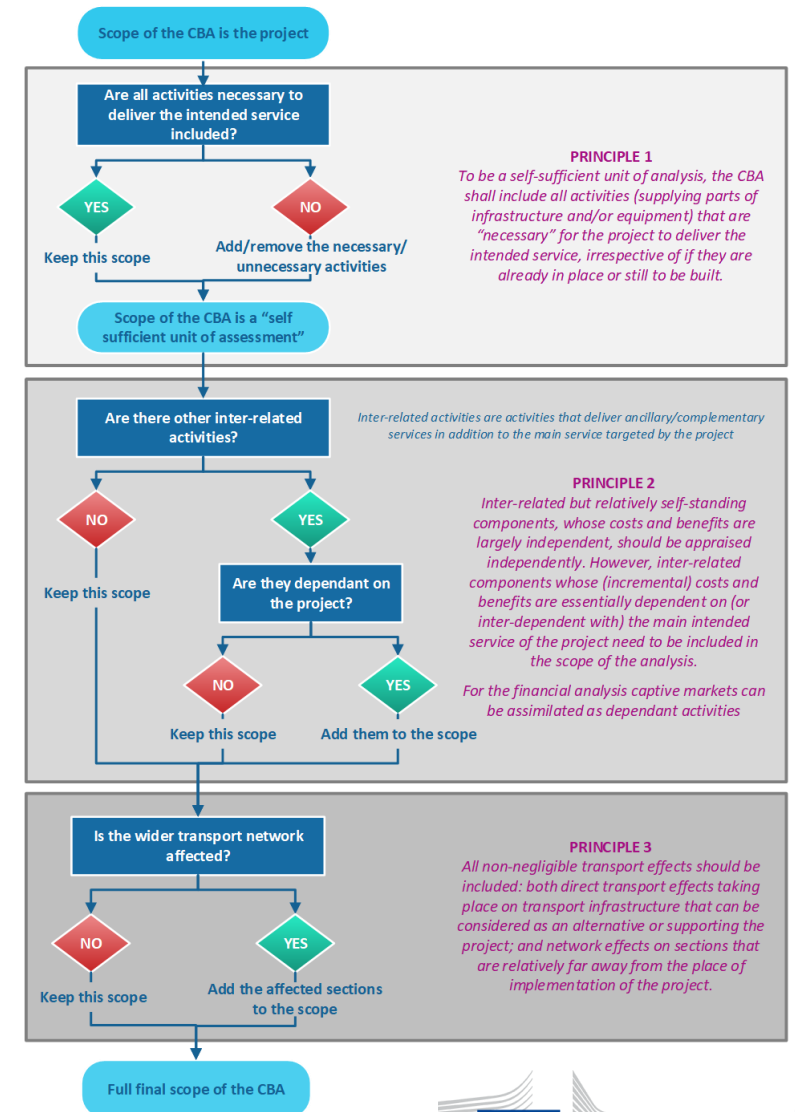 Scope of the CBA is the project
Are all activities necessary to
deliver the intended service
included?
YES
NO
Keep this scope
Add/remove the necessary/
unnecessary activities
Scope of the CBA is a “self
sufficient unit of assessment”
PRINCIPLE 1
To be a self-sufficient unit of analysis, the CBA
shall include all activities (supplying parts of
infrastructure and/or equipment) that are
“necessary” for the project to deliver the
intended service, irrespective of if they are
already in place or still to be built.
Are there other inter-related
activities?
Inter-related activities are activities that deliver ancillary/complementary
services in addition to the main service targeted by the project
NO
YES
Keep this scope
Are they dependant on
the project?
NO
YES
Keep this scope
Add them to the scope
PRINCIPLE 2
Inter-related but relatively self-standing
components, whose costs and benefits are
largely independent, should be appraised
independently. However, inter-related
components whose (incremental) costs and
benefits are essentially dependent on (or
inter-dependent with) the main intended
service of the project need to be included in
the scope of the analysis.
For the financial analysis captive markets can
be assimilated as dependant activities
Is the wider transport network
affected?
NO
YES
Keep this scope
Add the affected sections
to the scope
PRINCIPLE 3
All non-negligible transport effects should be
included: both direct transport effects taking
place on transport infrastructure that can be
considered as an alternative or supporting the
project; and network effects on sections that
are relatively far away from the place of
implementation of the project.
Full final scope of the CBA